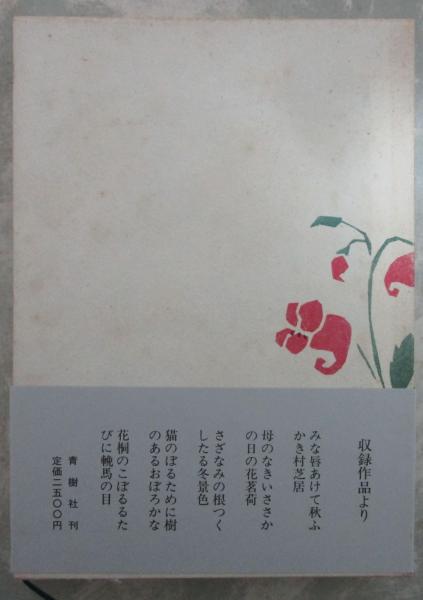 収録作品より
みな唇あけて秋ふ
かき村芝居
母のなきいささか
の日の花茗荷
さざなみの根つく
したる冬景色
猫のぼるために樹
のあるおぼろかな
花桐のこぼるるた
びに輓馬の目
青樹社刊
定価二五〇〇円